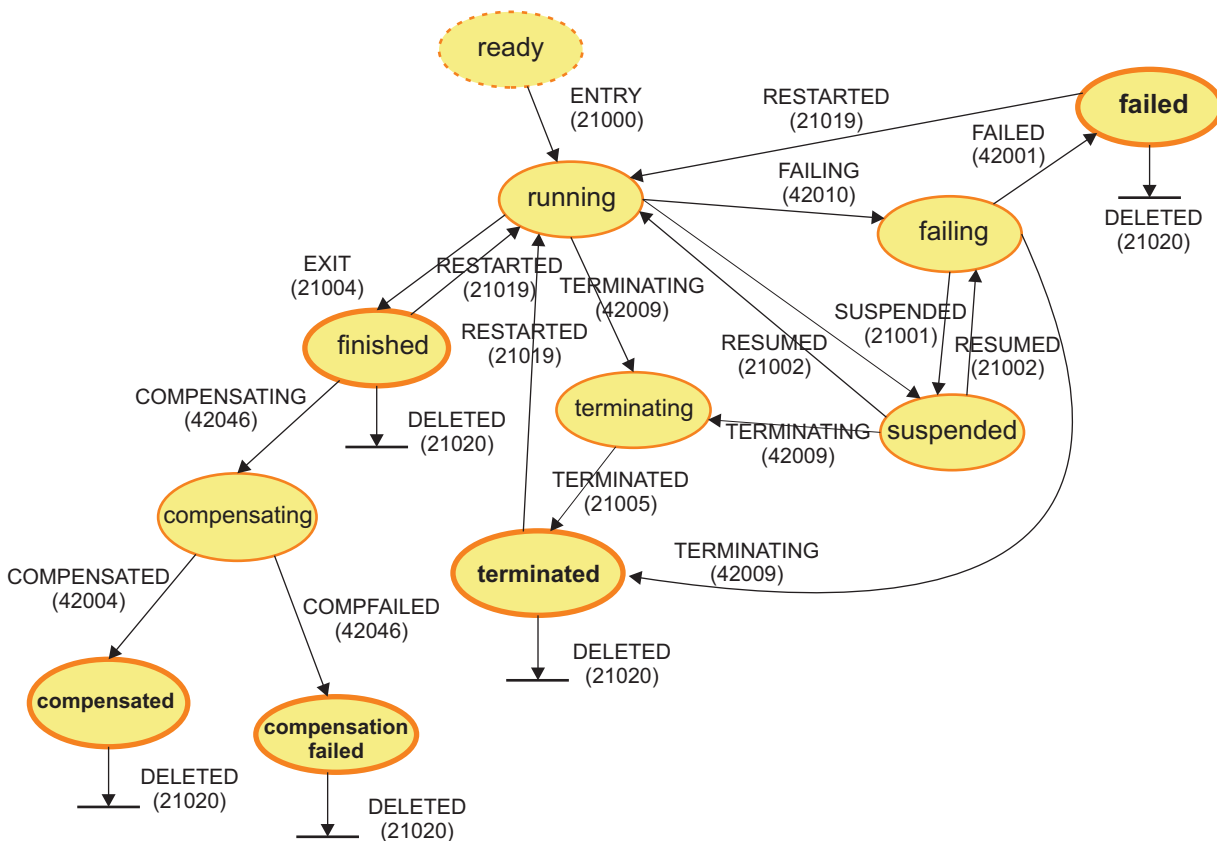 ready
ENTRY
(21000)
RESTARTED
(21019)
failed
FAILED
(42001)
FAILING
(42010)
running
DELETED
(21020)
failing
EXIT
(21004)
RESTARTED
(21019)
TERMINATING
(42009)
SUSPENDED
(21001)
RESTARTED
(21019)
RESUMED
(21002)
RESUMED
(21002)
finished
COMPENSATING
(42046)
DELETED
(21020)
terminating
TERMINATING
(42009)
suspended
TERMINATED
(21005)
compensating
TERMINATING
(42009)
terminated
COMPENSATED
(42004)
COMPFAILED
(42046)
DELETED
(21020)
compensated
compensation
failed
DELETED
(21020)
DELETED
(21020)